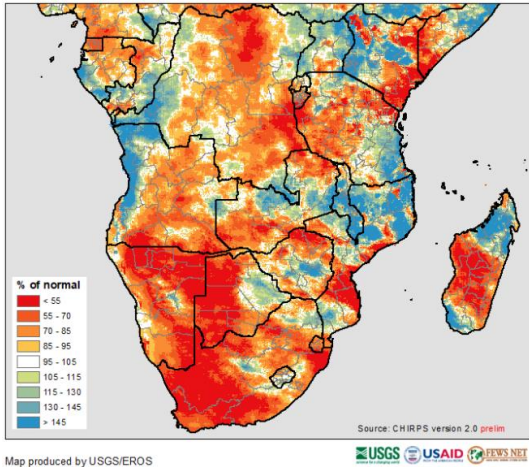 % of normal
< 55
55 - 70
70 - 85
85 - 95
95 - 105
105 - 115
115 - 130
130 - 145
> 145
Source: CHIRPS version 2.0 prelim
Map produced by USGS/EROS
USGS
USAID
FEWS NET